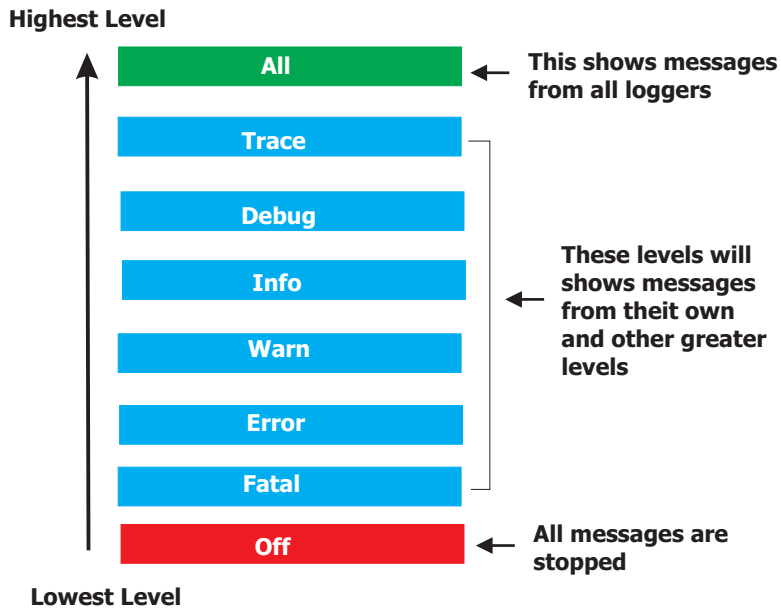 Highest Level
All
This shows messages
from all loggers
Trace
Debug
Info
Warn
Error
Fatal
These levels will
shows messages
from theit own
and other greater
levels
Off
All messages are
stopped
Lowest Level